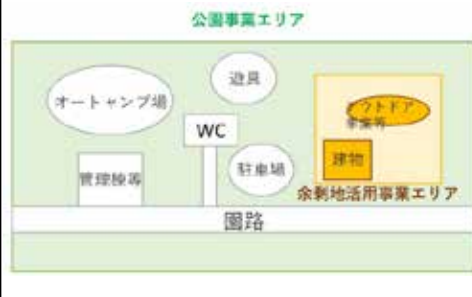 公園事業エリア
遊具
オートキャンプ場
アウトドア
事業等
WC
建物
駐車場
管理棟等
余剰地活用事業エリア
園路